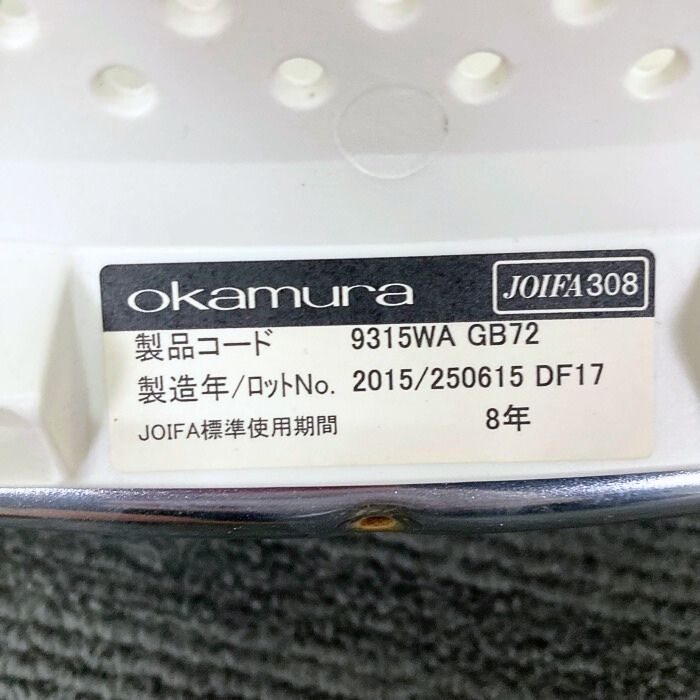 okamura JOIFA308
製品コード 9315WA GB72
製造年/ロットNo. 2015/250615 DF17
JOIFA標準使用期間 8年